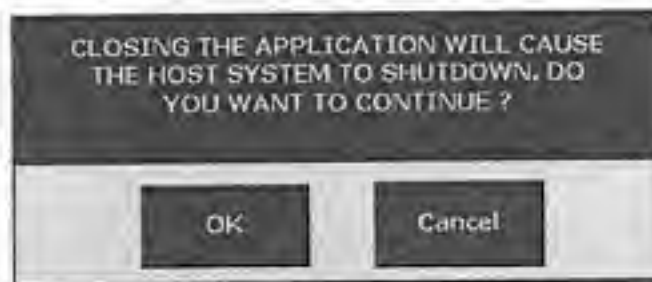 CLOSING THE APPLICATION WILL CAUSE
THE HOST SYSTEM TO SHUTDOWN. DO
YOU WANT TO CONTINUE ?
OK
Cancel